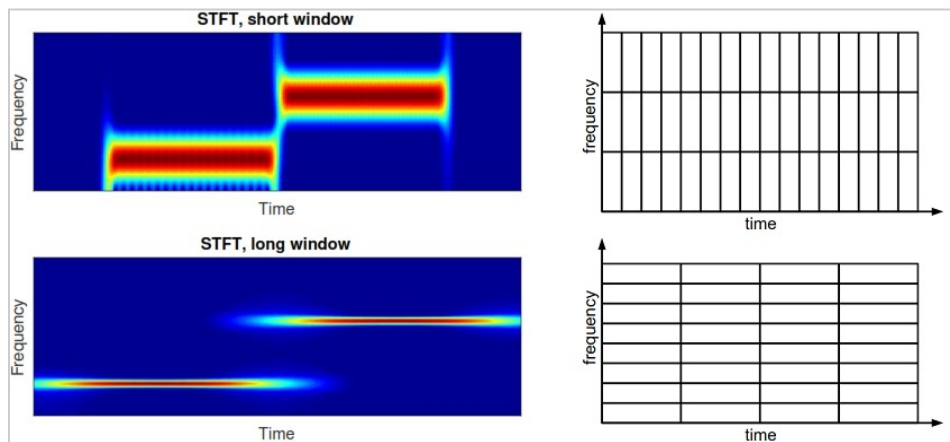 STFT, short window
Frequency
Time
frequency
time
STFT, long window
Frequency
Time
frequency
time